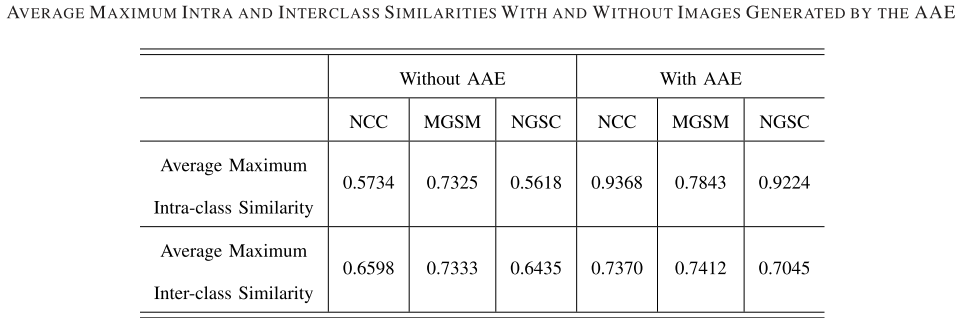 AVERAGE MAXIMUM INTRA AND INTERCLASS SIMILARITIES WITH AND WITHOUT IMAGES GENERATED BY THE AAE
Without AAE With AAE
NCC MGSM NGSC NCC MGSM NGSC
Average Maximum
Intra-class Similarity
0.5734 0.7325 0.5618 0.9368 0.7843 0.9224
Average Maximum
Inter-class Similarity
0.6598 0.7333 0.6435 0.7370 0.7412 0.7045